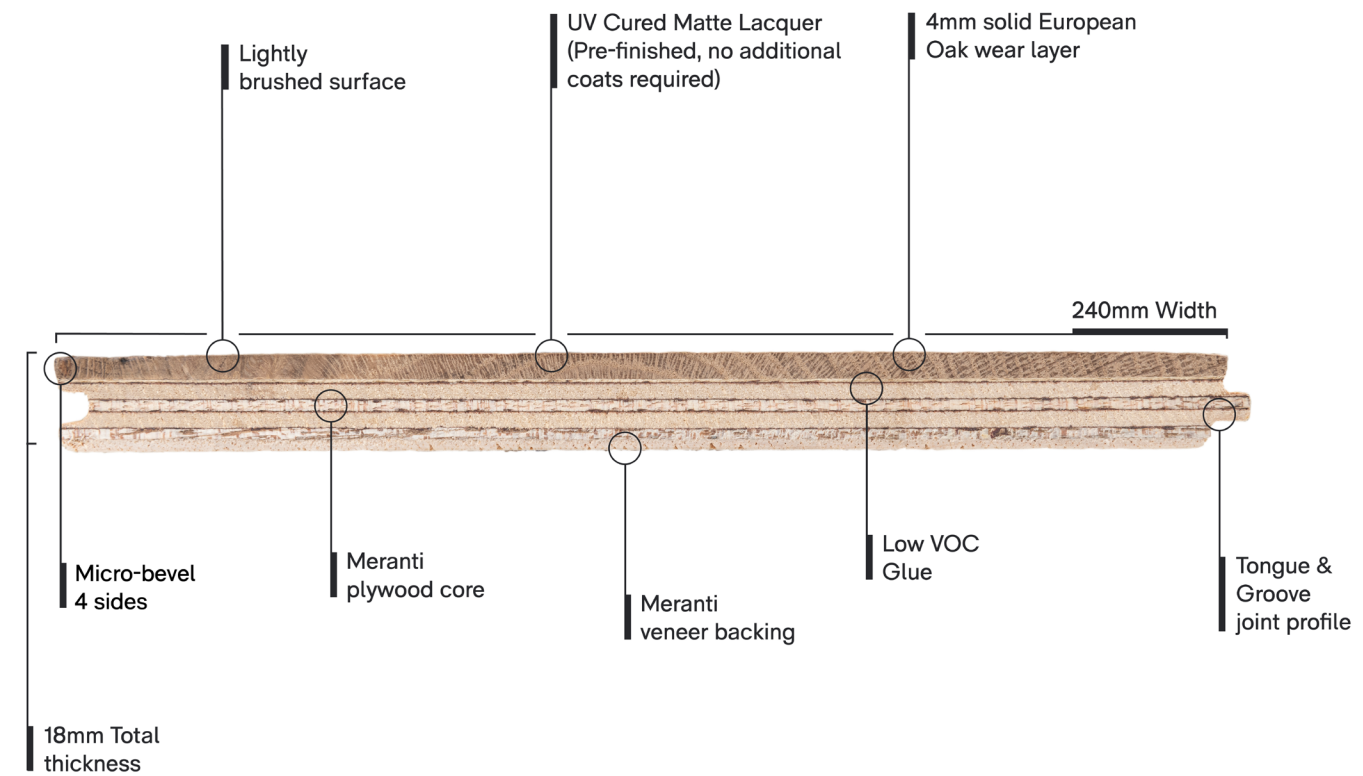 Lightly
brushed surface
UV Cured Matte Lacquer
(Pre-finished, no additional
coats required)
4mm solid European
Oak wear layer
240mm Width
Micro-bevel
4 sides
Meranti
plywood core
Meranti
veneer backing
Low VOC
Glue
Tongue &
Groove
joint profile
18mm Total
thickness